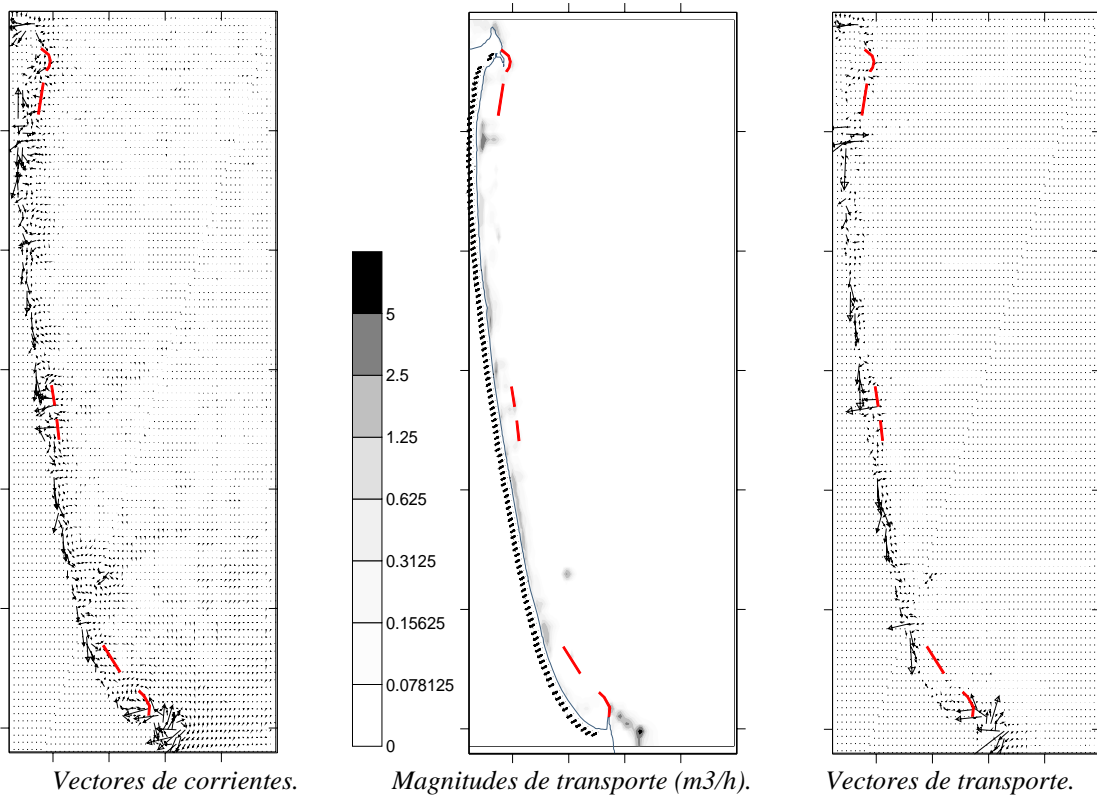 5
2.5
1.25
0.625
0.3125
0.15625
0.078125
0
Vectores de corrientes.
Magnitudes de transporte (m3/h).
Vectores de transporte.